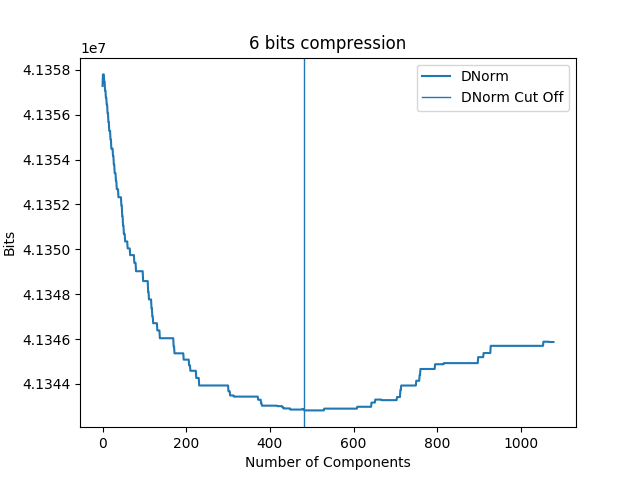 6 bits compression
1e7
4.1358
4.1356
4.1354
4.1352
4.1350
4.1348
4.1346
4.1344
Bits
0 200 400 600 800 1000
Number of Components
DNorm
DNorm Cut Off